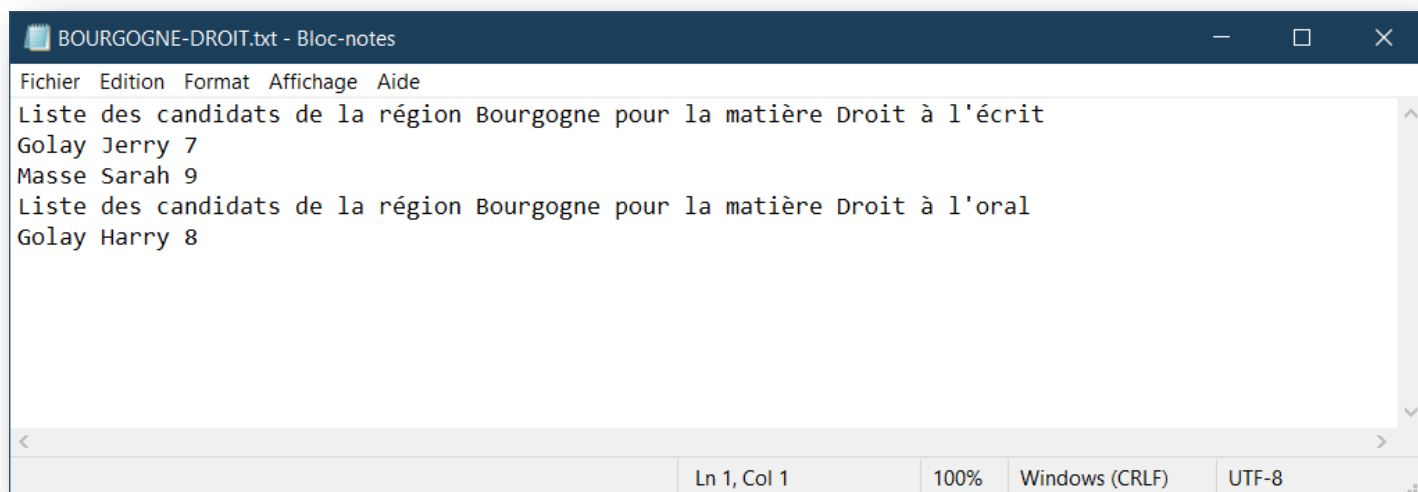 BOURGOGNE-DROIT.txt - Bloc-notes
Fichier Edition Format Affichage Aide
Liste des candidats de la région Bourgogne pour la matière Droit à l'écrit
Golay Jerry 7
Masse Sarah 9
Liste des candidats de la région Bourgogne pour la matière Droit à l'oral
Golay Harry 8
Ln 1, Col 1 100% Windows (CRLF) UTF-8